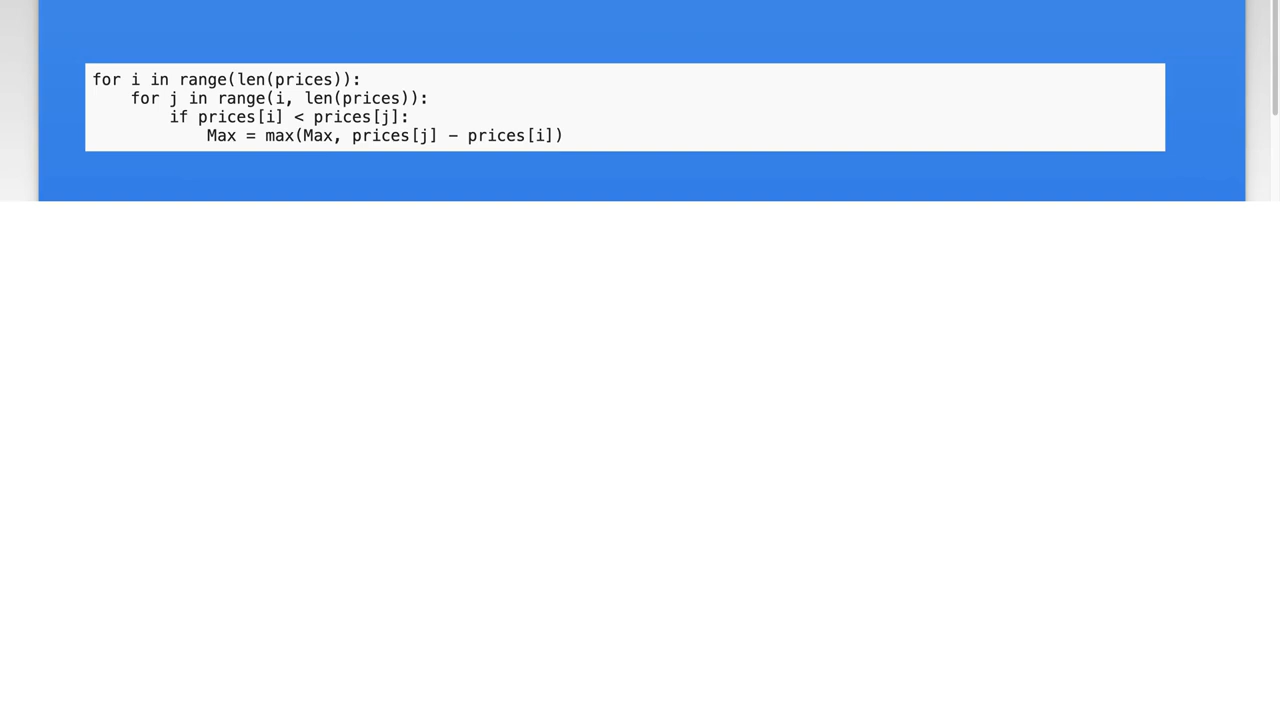 for i in range(len(prices)):
    for j in range(i, len(prices)):
        if prices[i] < prices[j]:
            Max = max(Max, prices[j] - prices[i])